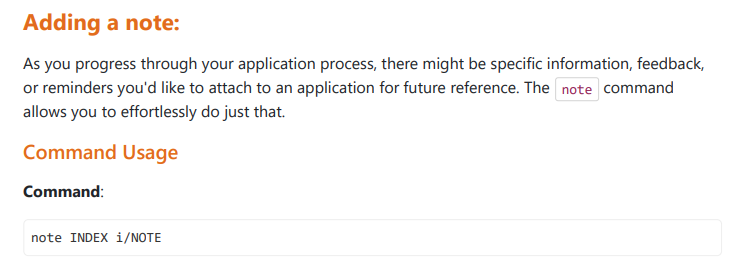 Adding a note:
As you progress through your application process, there might be specific information, feedback,
or reminders you'd like to attach to an application for future reference. The note command
allows you to effortlessly do just that.
Command Usage
Command:
note INDEX i/NOTE